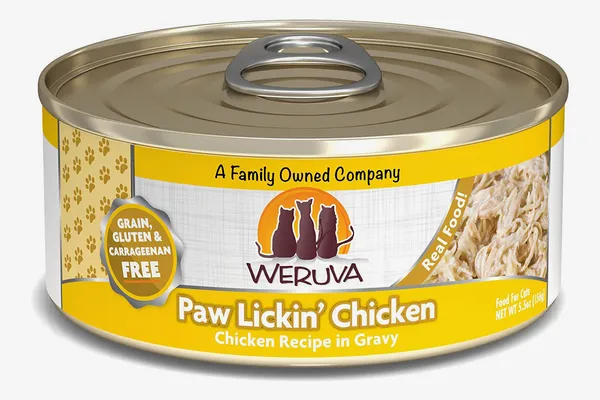 A Family Owned Company
GRAIN,
GLUTEN &
CARRAGEENAN
FREE
WERUVA
Real Food!
Paw Lickin' Chicken
Chicken Recipe in Gravy
Food For Cats
NET WT 5.5oz (156g)